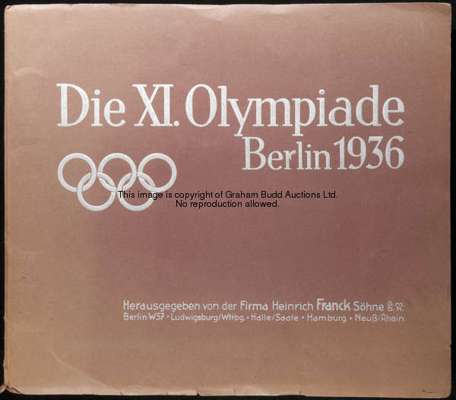 Die XI. Olympiade
Berlin 1936
This image is copyright of Graham Budd Auctions Ltd.
No reproduction allowed.
Herausgegeben von der Firma Heinrich Franck Söhne
Berlin W57 • Ludwigsburg/Wttbg. • Halle/Saale • Hamburg • Neuß/Rhein